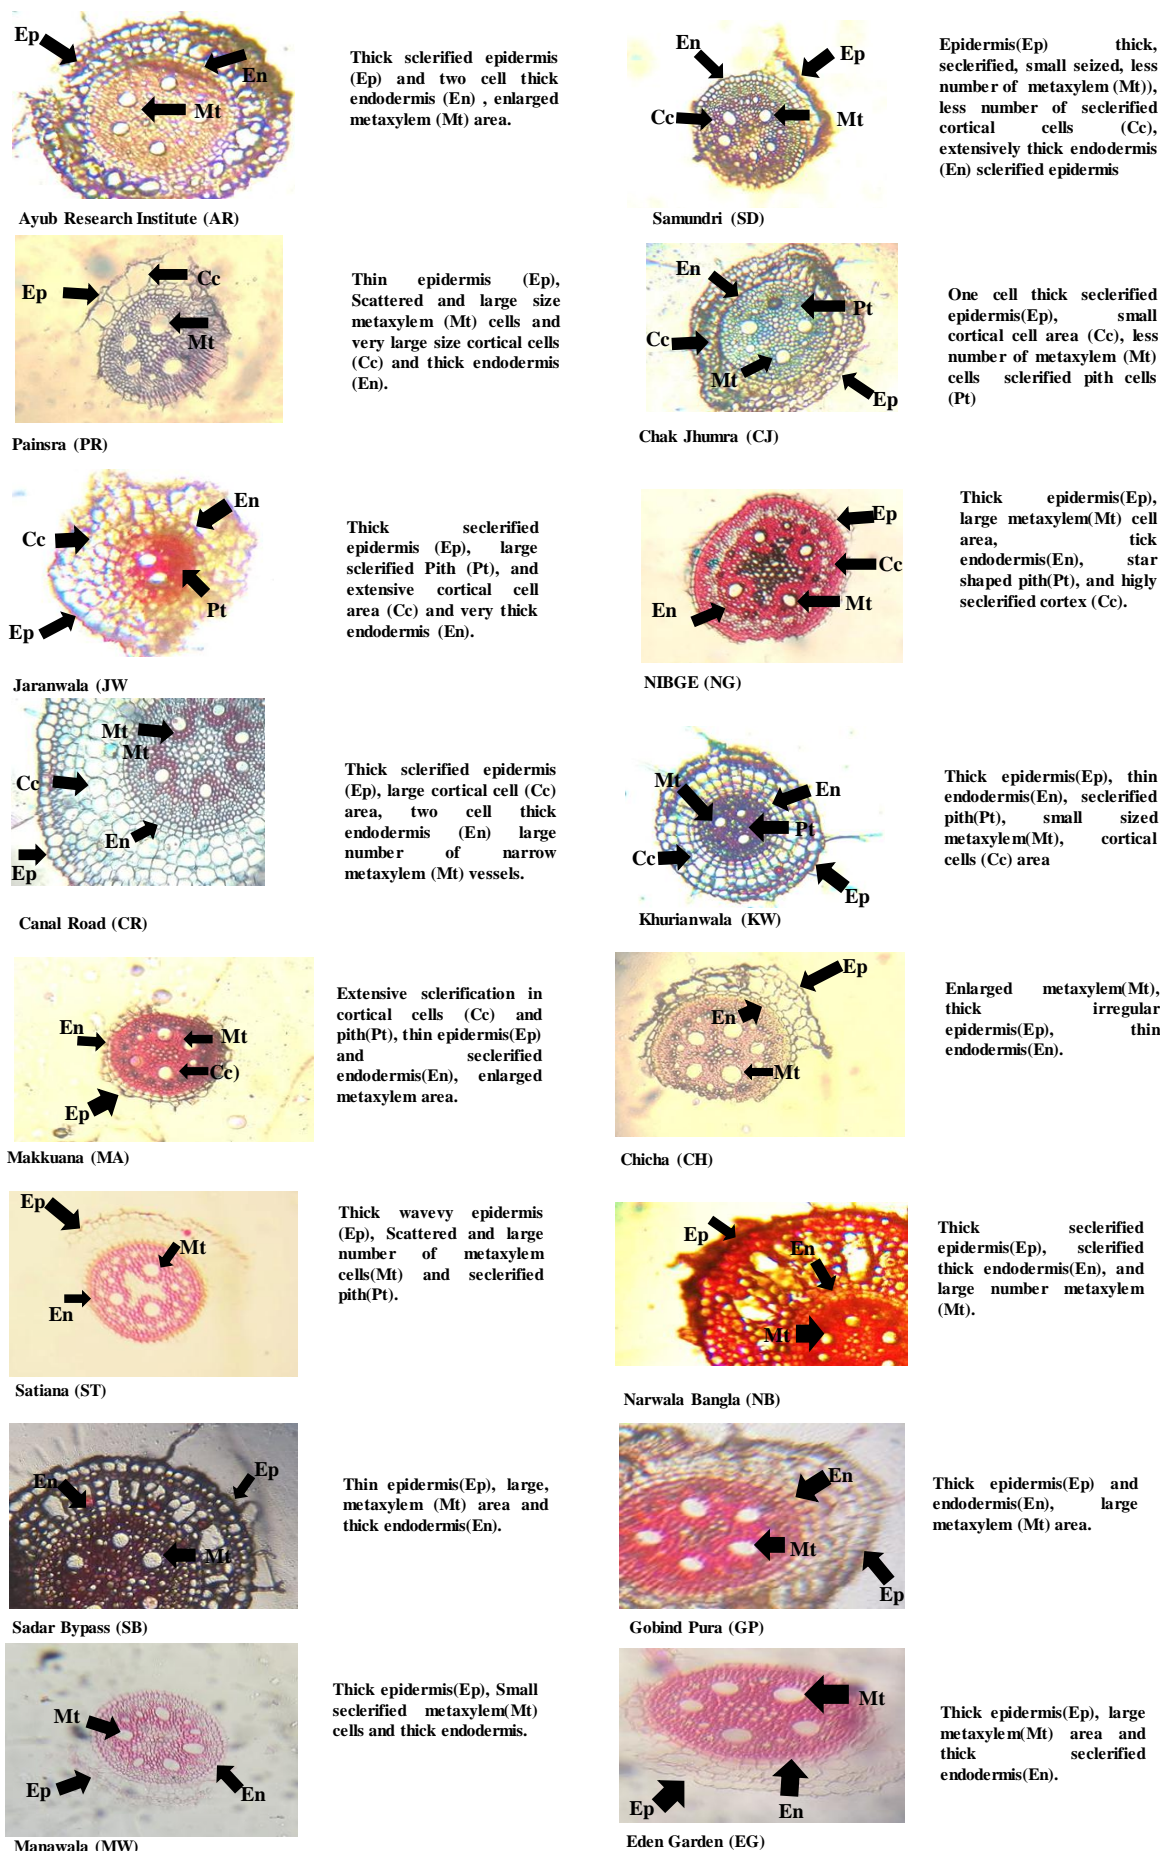 Ep
En
Mt
Thick sclerified epidermis
(Ep) and two cell thick
endodermis (En) , enlarged
metaxylem (Mt) area.
Ayub Research Institute (AR)
En
Ep
Cc
Mt
Epidermis(Ep) thick,
seclerified, small seized, less
number of metaxylem (Mt)),
less number of seclerified
cortical cells (Cc),
extensively thick endodermis
(En) sclerified epidermis
Samundri (SD)
Ep
Cc
Mt
Thin epidermis (Ep),
Scattered and large size
metaxylem (Mt) cells and
very large size cortical cells
(Cc) and thick endodermis
(En).
Painsra (PR)
En
Pt
Cc
Mt
Ep
One cell thick seclerified
epidermis(Ep), small
cortical cell area (Cc), less
number of metaxylem (Mt)
cells sclerified pith cells
(Pt)
Chak Jhumra (CJ)
En
Cc
Pt
Ep
Thick seclerified
epidermis (Ep), large
sclerified Pith (Pt), and
extensive cortical cell
area (Cc) and very thick
endodermis (En).
Jaranwala (JW
Ep
Cc
En
Mt
Thick epidermis(Ep),
large metaxylem(Mt) cell
area, tick
endodermis(En), star
shaped pith(Pt), and higly
seclerified cortex (Cc).
NIBGE (NG)
Mt
Mt
Cc
En
Ep
Thick sclerified epidermis
(Ep), large cortical cell (Cc)
area, two cell thick
endodermis (En) large
number of narrow
metaxylem (Mt) vessels.
Canal Road (CR)
Mt
En
Pt
Cc
Ep
Thick epidermis(Ep), thin
endodermis(En), seclerified
pith(Pt), small sized
metaxylem(Mt), cortical
cells (Cc) area
Khurianwala (KW)
En
Mt
Cc)
Ep
Extensive sclerification in
cortical cells (Cc) and
pith(Pt), thin epidermis(Ep)
and seclerified
endodermis(En), enlarged
metaxylem area.
Makkuana (MA)
Ep
En
Mt
Enlarged metaxylem(Mt),
thick irregular
epidermis(Ep), thin
endodermis(En).
Chicha (CH)
Ep
Mt
En
Thick wavevy epidermis
(Ep), Scattered and large
number of metaxylem
cells(Mt) and seclerified
pith(Pt).
Satiana (ST)
Ep
En
Mt
Thick seclerified
epidermis(Ep), sclerified
thick endodermis(En), and
large number metaxylem
(Mt).
Narwala Bangla (NB)
En
Ep
Mt
Thin epidermis(Ep), large,
metaxylem (Mt) area and
thick endodermis(En).
Sadar Bypass (SB)
En
Mt
Ep
Thick epidermis(Ep) and
endodermis(En), large
metaxylem (Mt) area.
Gobind Pura (GP)
Mt
Ep
En
Thick epidermis(Ep), Small
seclerified metaxylem(Mt)
cells and thick endodermis.
Manawala (MW)
Mt
Ep
En
Thick epidermis(Ep), large
metaxylem(Mt) area and
thick seclerified
endodermis(En).
Eden Garden (EG)